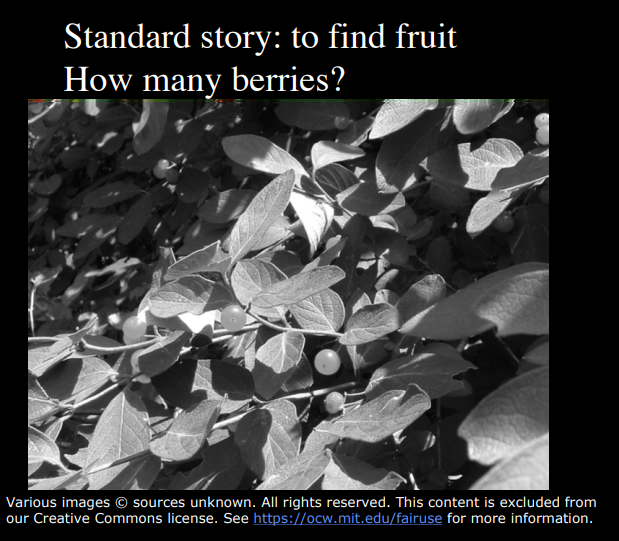 Standard story: to find fruit
How many berries?
Various images © sources unknown. All rights reserved. This content is excluded from
our Creative Commons license. See https://ocw.mit.edu/fairuse for more information.